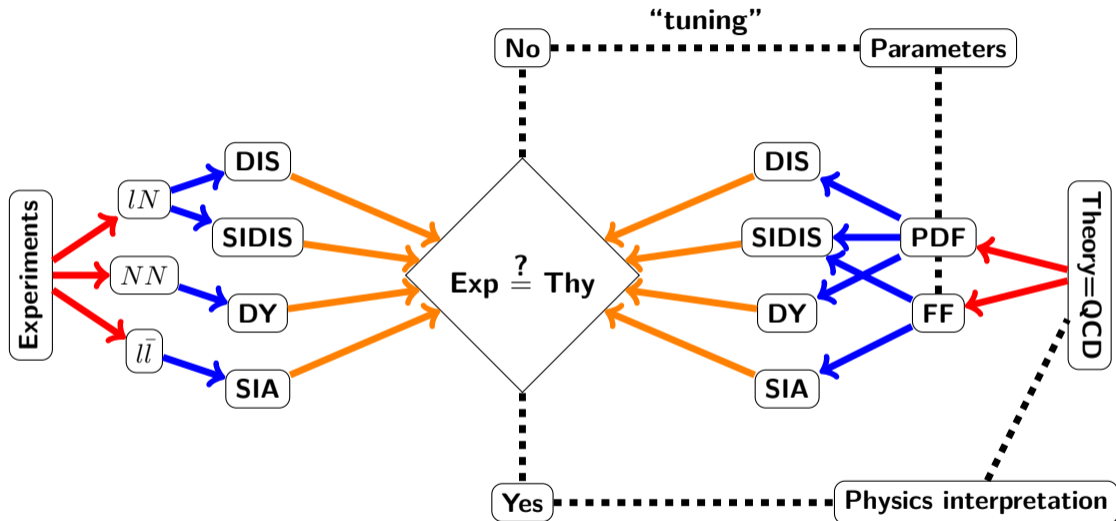 “tuning”
No
Parameters
DIS
DIS
lN
SIDIS
SIDIS
PDF
Experiments
NN
Exp ?= Thy
Theory=QCD
DY
DY
FF
ll̄
SIA
SIA
Yes
Physics interpretation